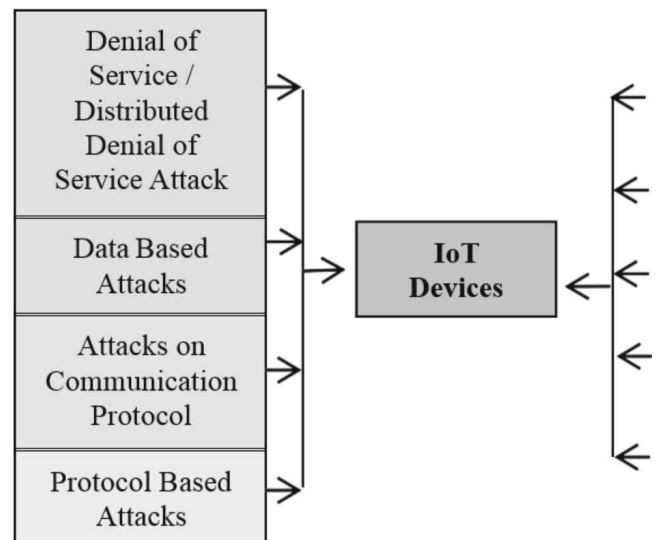 Denial of
Service /
Distributed
Denial of
Service Attack
Data Based
Attacks
Attacks on
Communication
Protocol
Protocol Based
Attacks
IoT
Devices